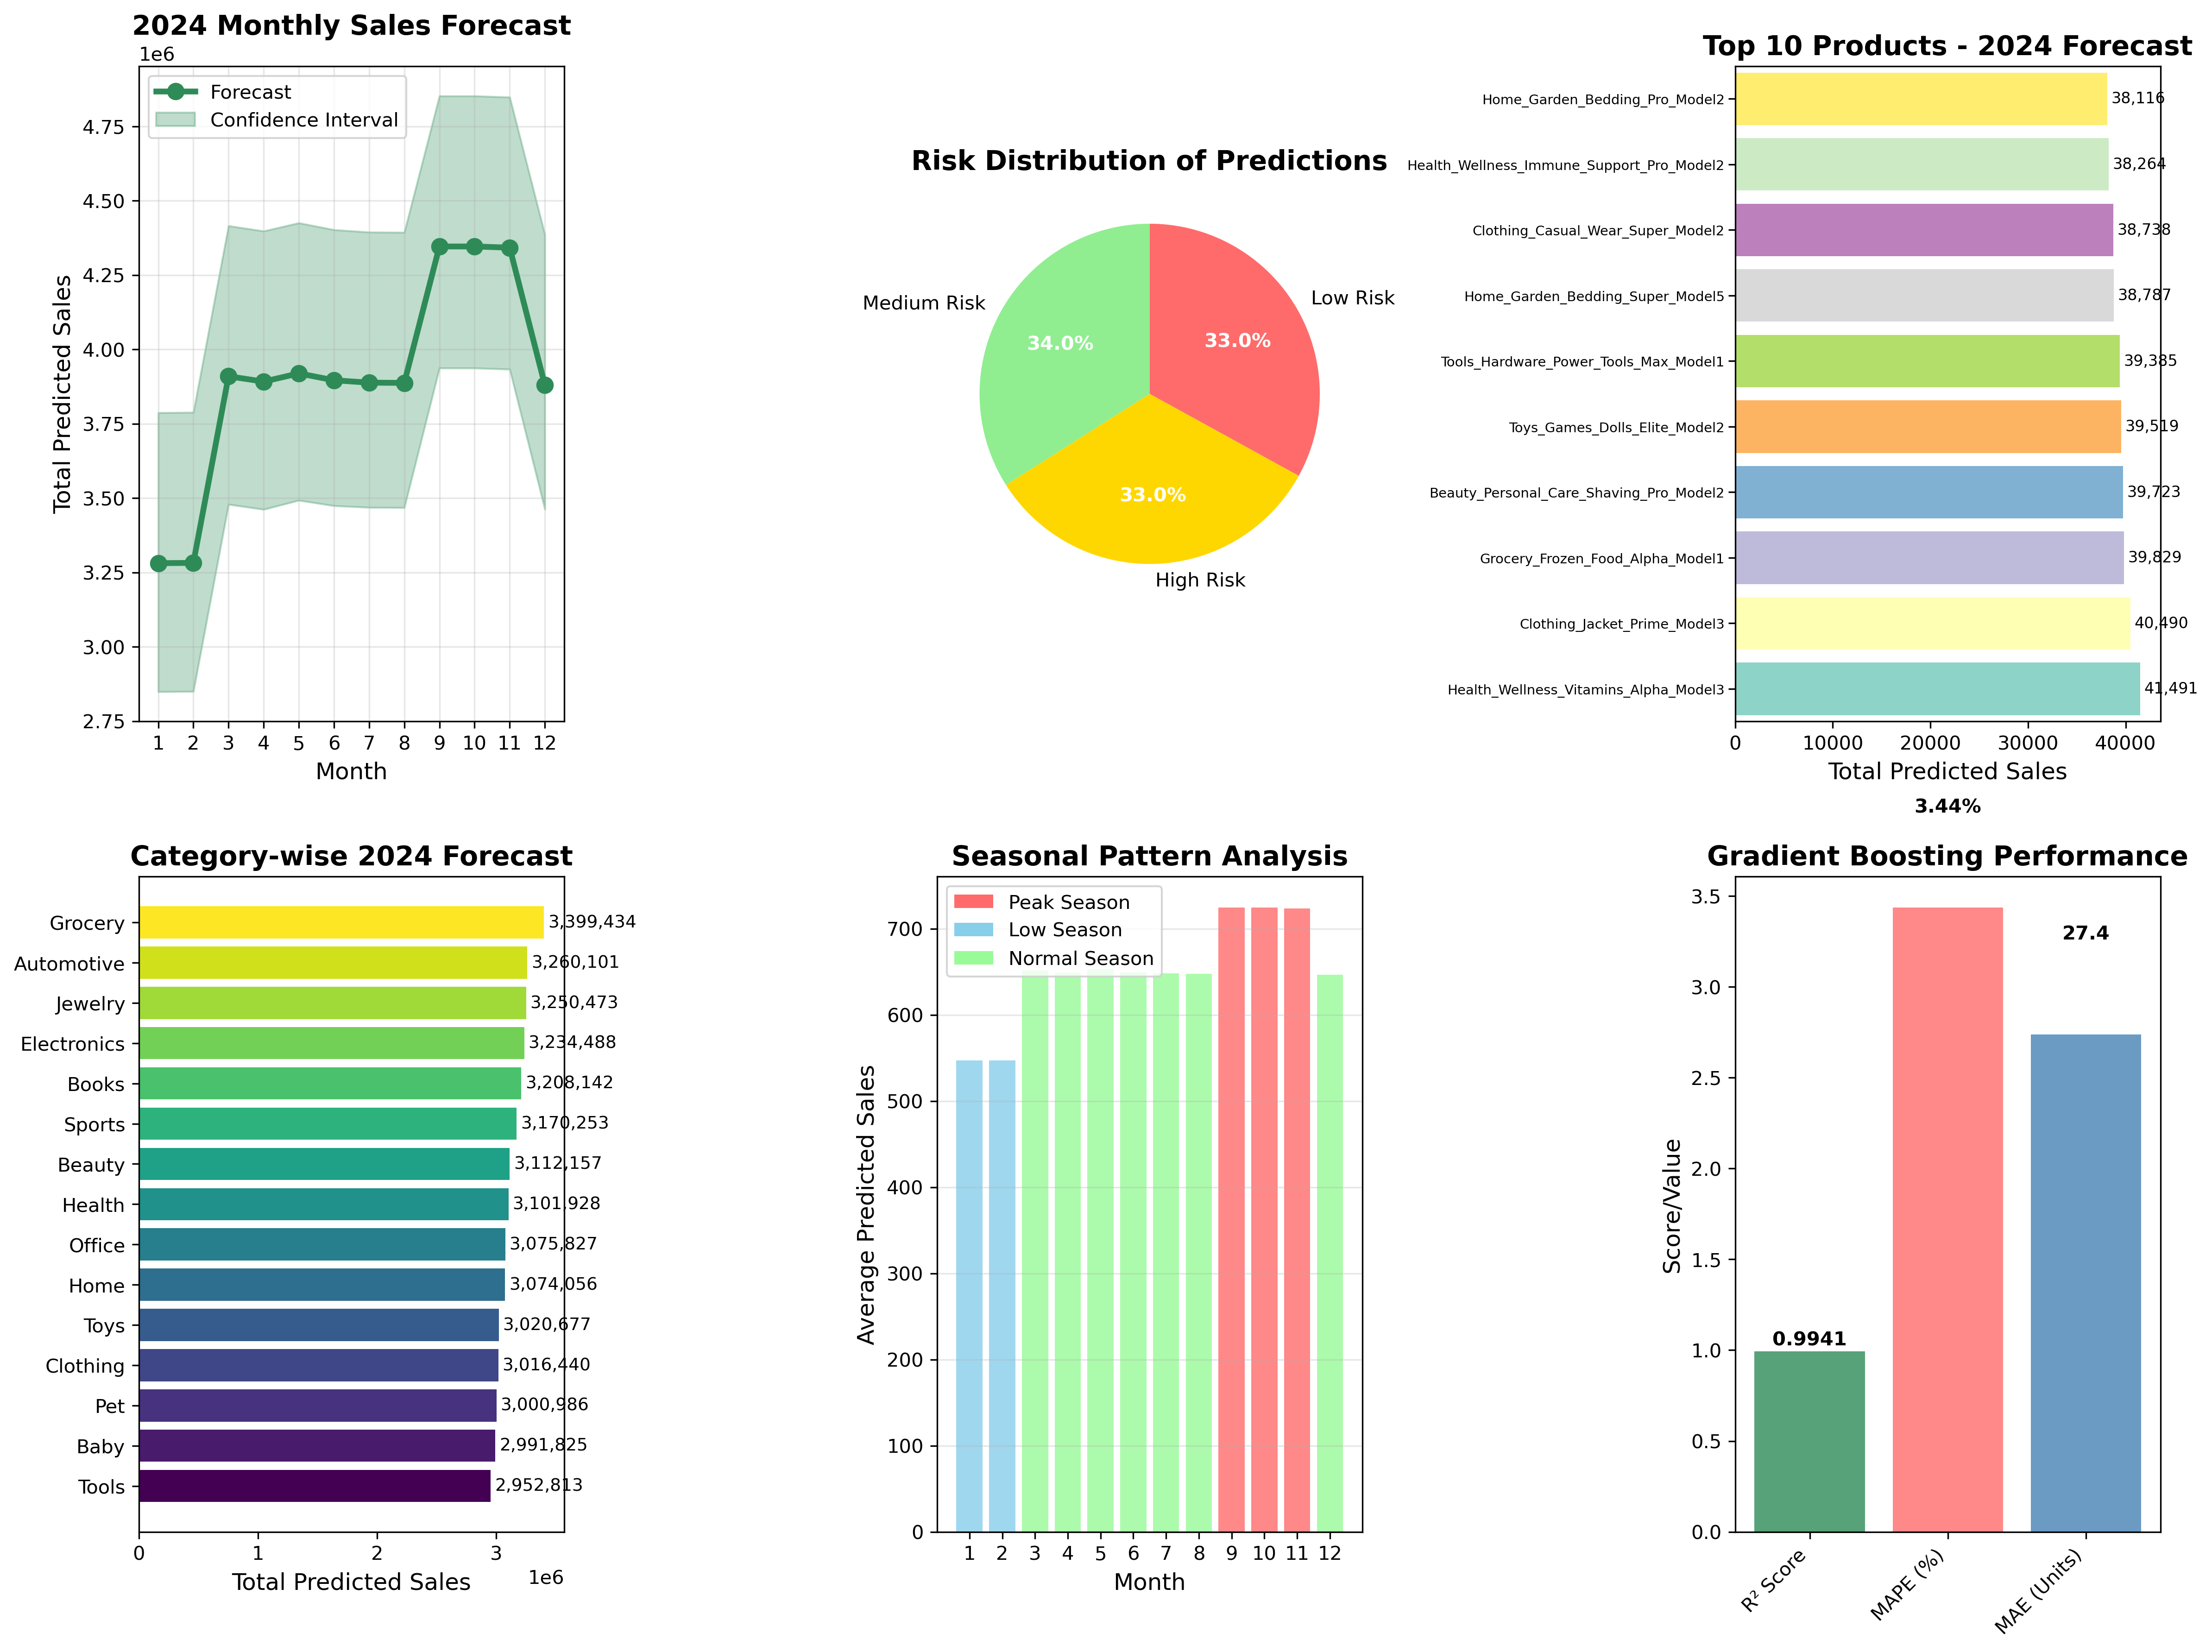 2024 Monthly Sales Forecast
1e6
Forecast
Confidence Interval
4.75
4.50
4.25
4.00
3.75
3.50
3.25
3.00
2.75
Total Predicted Sales
1 2 3 4 5 6 7 8 9 10 11 12
Month
Risk Distribution of Predictions
Low Risk
Medium Risk
High Risk
33.0%
34.0%
33.0%
Top 10 Products - 2024 Forecast
Home_Garden_Bedding_Pro_Model2 38,116
Health_Wellness_Immune_Support_Pro_Model2 38,264
Clothing_Casual_Wear_Super_Model2 38,738
Home_Garden_Bedding_Super_Model5 38,787
Tools_Hardware_Power_Tools_Max_Model1 39,385
Toys_Games_Dolls_Elite_Model2 39,519
Beauty_Personal_Care_Shaving_Pro_Model2 39,723
Grocery_Frozen_Food_Alpha_Model1 39,829
Clothing_Jacket_Prime_Model3 40,490
Health_Wellness_Vitamins_Alpha_Model3 41,491
0 10000 20000 30000 40000
Total Predicted Sales
Category-wise 2024 Forecast
Grocery 3,399,434
Automotive 3,260,101
Jewelry 3,250,473
Electronics 3,234,488
Books 3,208,142
Sports 3,170,253
Beauty 3,112,157
Health 3,101,928
Office 3,075,827
Home 3,074,056
Toys 3,020,677
Clothing 3,016,440
Pet 3,000,986
Baby 2,991,825
Tools 2,952,813
0 1 2 3
Total Predicted Sales
1e6
Seasonal Pattern Analysis
Peak Season
Low Season
Normal Season
700
600
500
400
300
200
100
0
Average Predicted Sales
1 2 3 4 5 6 7 8 9 10 11 12
Month
3.44%
Gradient Boosting Performance
3.5
3.0
2.5
2.0
1.5
1.0
0.5
0.0
Score/Value
27.4
0.9941
R² Score
MAPE (%)
MAE (Units)